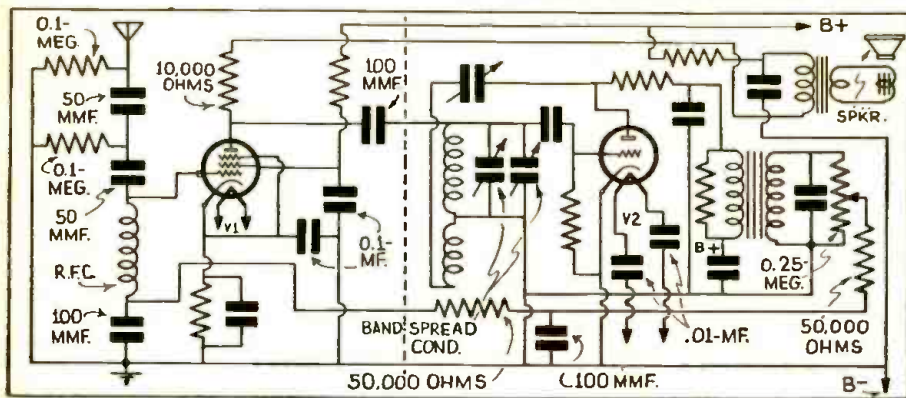 0.1-
MEG.
50
MMF.
0.1-
MEG.
50
MMF.
R.F.C.
100
MMF.
10,000
OHMS
V1
100
MMF.
0.1-
MF.
BAND SPREAD
COND.
50,000 OHMS
V2
.01-MF.
.100 MMF.
B+
SPKR.
B+
0.25-
MEG.
50,000
OHMS
B-